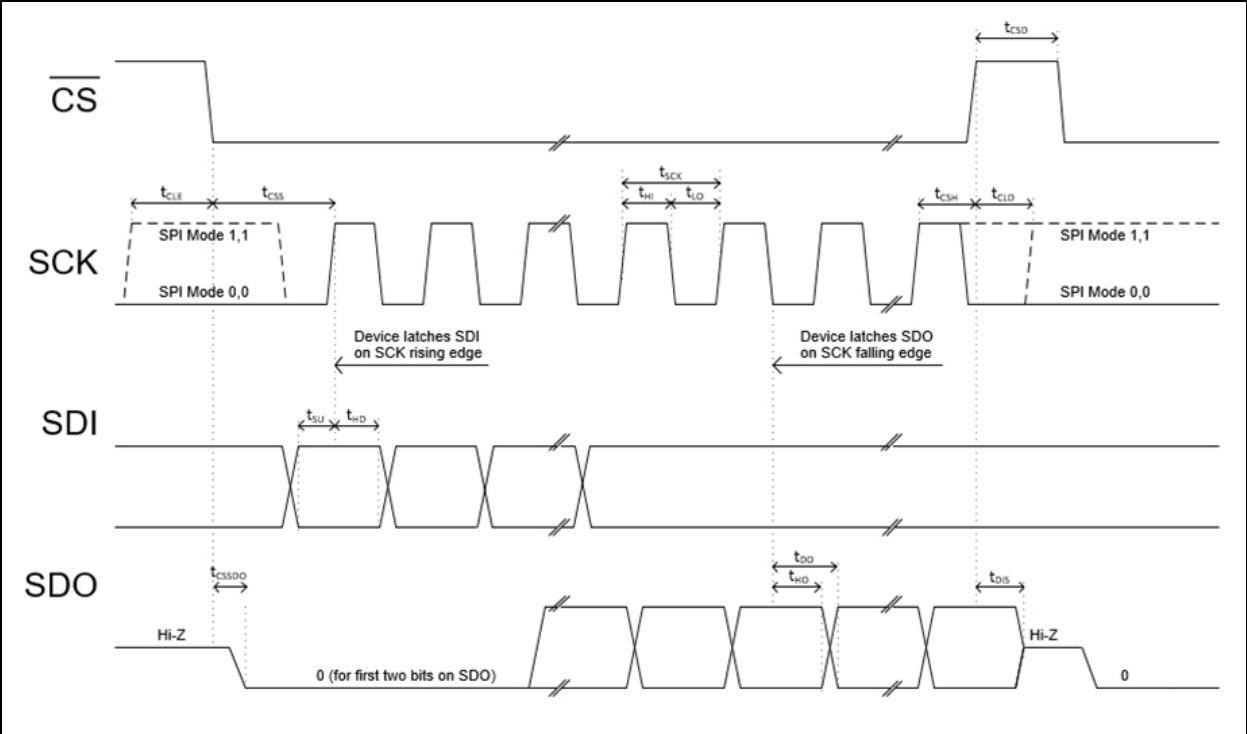 tCSD
CS
tCLE
tCSS
tSCK
tHI
tLO
tCSH
tCLD
SCK
SPI Mode 1,1
SPI Mode 1,1
SPI Mode 0,0
SPI Mode 0,0
Device latches SDI
on SCK rising edge
Device latches SDO
on SCK falling edge
SDI
tSU
tHD
SDO
tCSSDO
tDO
tHO
tDIS
Hi-Z
Hi-Z
0 (for first two bits on SDO)
0